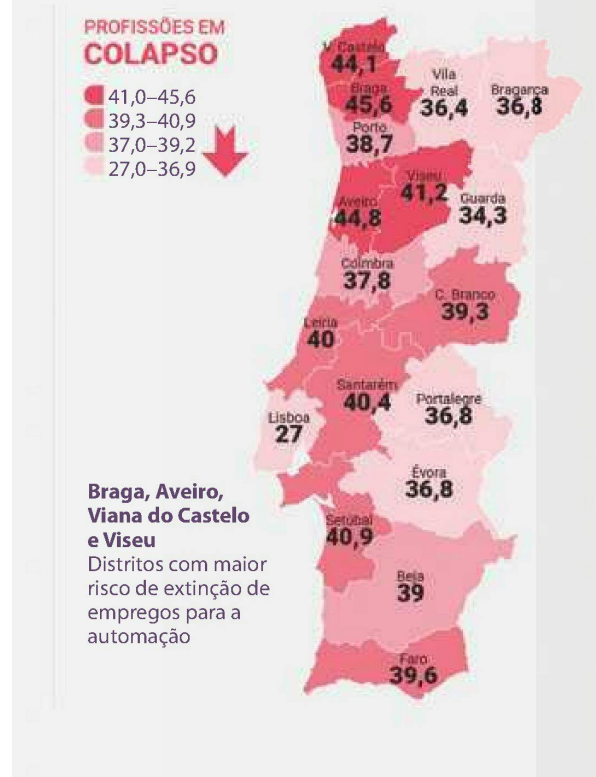 PROFISSÕES EM
COLAPSO
41,0–45,6
39,3–40,9
37,0–39,2
27,0–36,9
V. Castelo
44,1
Braga
45,6
Porto
38,7
Vila
Real
36,4
Bragança
36,8
Viseu
41,2
Aveiro
44,8
Guarda
34,3
Coimbra
37,8
C. Branco
39,3
Leiria
40
Santarém
40,4
Portalegre
36,8
Lisboa
27
Évora
36,8
Setúbal
40,9
Beja
39
Faro
39,6
Braga, Aveiro,
Viana do Castelo
e Viseu
Distritos com maior
risco de extinção de
empregos para a
automação